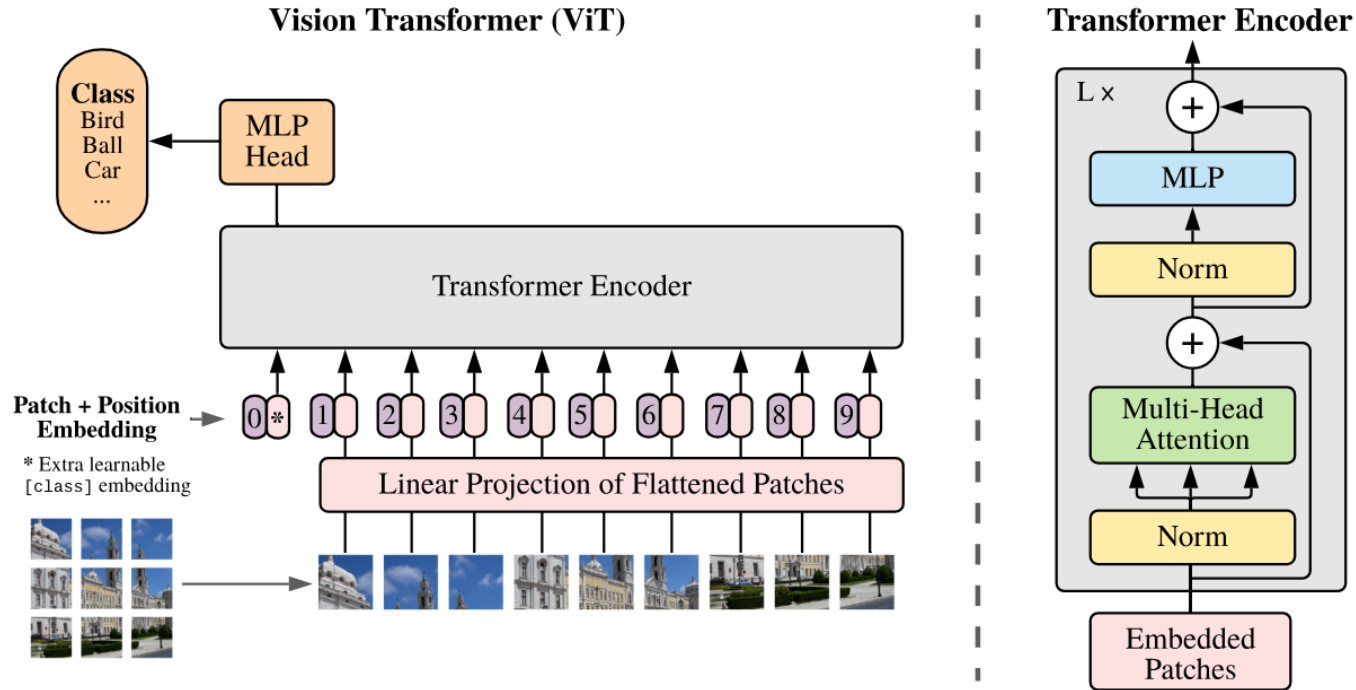 Vision Transformer (ViT)
Class
Bird
Ball
Car
...
MLP
Head
Transformer Encoder
Patch + Position
Embedding
0 * 1 2 3 4 5 6 7 8 9
* Extra learnable
[class] embedding
Linear Projection of Flattened Patches
Transformer Encoder
L ×
+
MLP
Norm
+
Multi-Head
Attention
Norm
Embedded
Patches